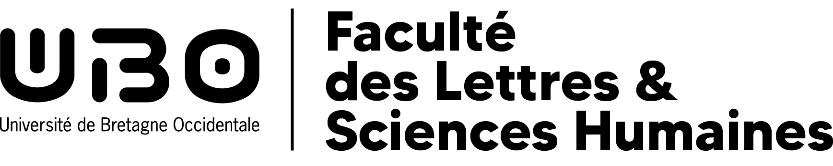 UBO
Université de Bretagne Occidentale
Faculté
des Lettres &
Sciences Humaines